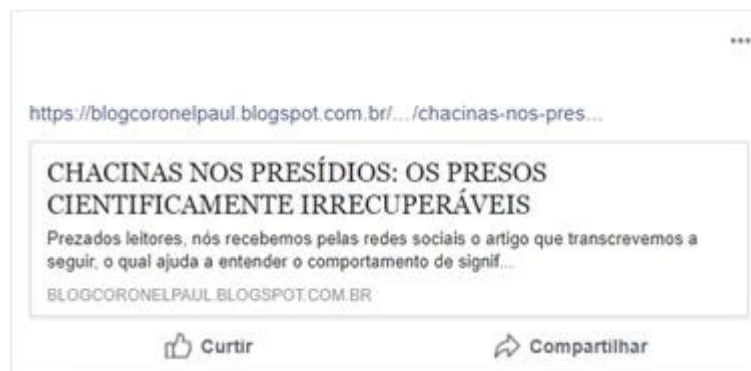 ...
https://blogcoronelpaul.blogspot.com.br/.../chacinas-nos-pres...
CHACINAS NOS PRESÍDIOS: OS PRESOS
CIENTIFICAMENTE IRRECUPERÁVEIS
Prezados leitores, nós recebemos pelas redes sociais o artigo que transcrevemos a
seguir, o qual ajuda a entender o comportamento de signif...
BLOGCORONELPAUL.BLOGSPOT.COM.BR
Curtir Compartilhar